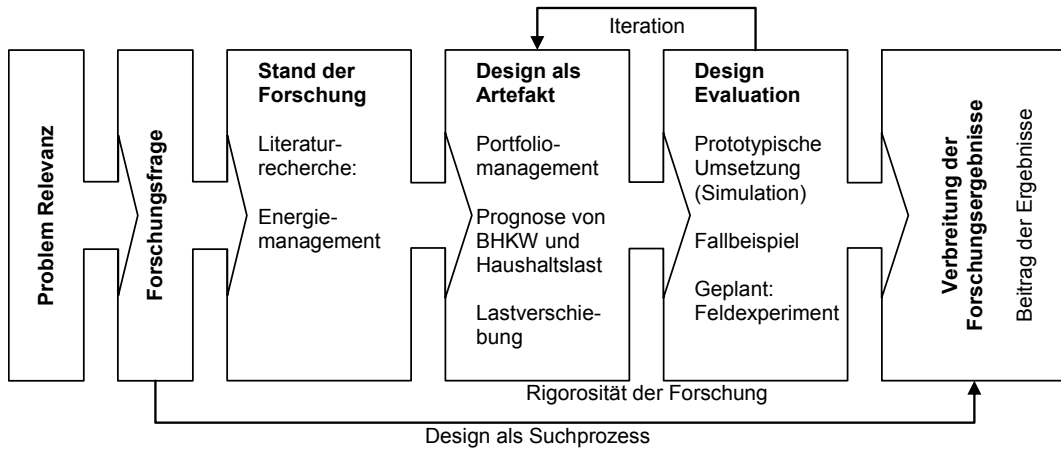 Iteration
Problem Relevanz
Forschungsfrage
Stand der
Forschung
Literatur-
recherche:
Energie-
management
Design als
Artefakt
Portfolio-
management
Prognose von
BHKW und
Haushaltslast
Lastverschie-
bung
Design
Evaluation
Prototypische
Umsetzung
(Simulation)
Fallbeispiel
Geplant:
Feldexperiment
Verbreitung der
Forschungsergebnisse
Beitrag der Ergebnisse
Rigorosität der Forschung
Design als Suchprozess